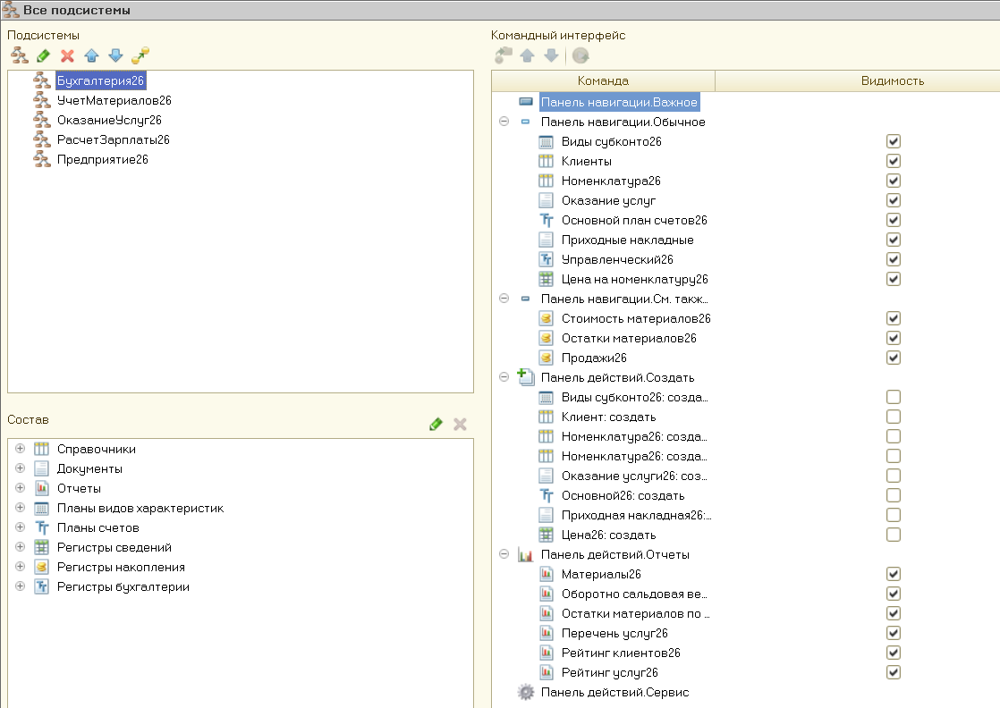 Все подсистемы
Подсистемы
Бухгалтерия26
УчетМатериалов26
ОказаниеУслуг26
РасчетЗарплаты26
Предприятие26
Состав
Справочники
Документы
Отчеты
Планы видов характеристик
Планы счетов
Регистры сведений
Регистры накопления
Регистры бухгалтерии
Командный интерфейс
Команда Видимость
Панель навигации.Важное
Панель навигации.Обычное
Виды субконто26
Клиенты
Номенклатура26
Оказание услуг
Основной план счетов26
Приходные накладные
Управленческий26
Цена на номенклатуру26
Панель навигации.См. такж...
Стоимость материалов26
Остатки материалов26
Продажи26
Панель действий.Создать
Виды субконто26: созда...
Клиент: создать
Номенклатура26: созда...
Номенклатура26: созда...
Оказание услуги26: соз...
Основной26: создать
Приходная накладная26:...
Цена26: создать
Панель действий.Отчеты
Материалы26
Оборотно сальдовая ве...
Остатки материалов по ...
Перечень услуг26
Рейтинг клиентов26
Рейтинг услуг26
Панель действий.Сервис